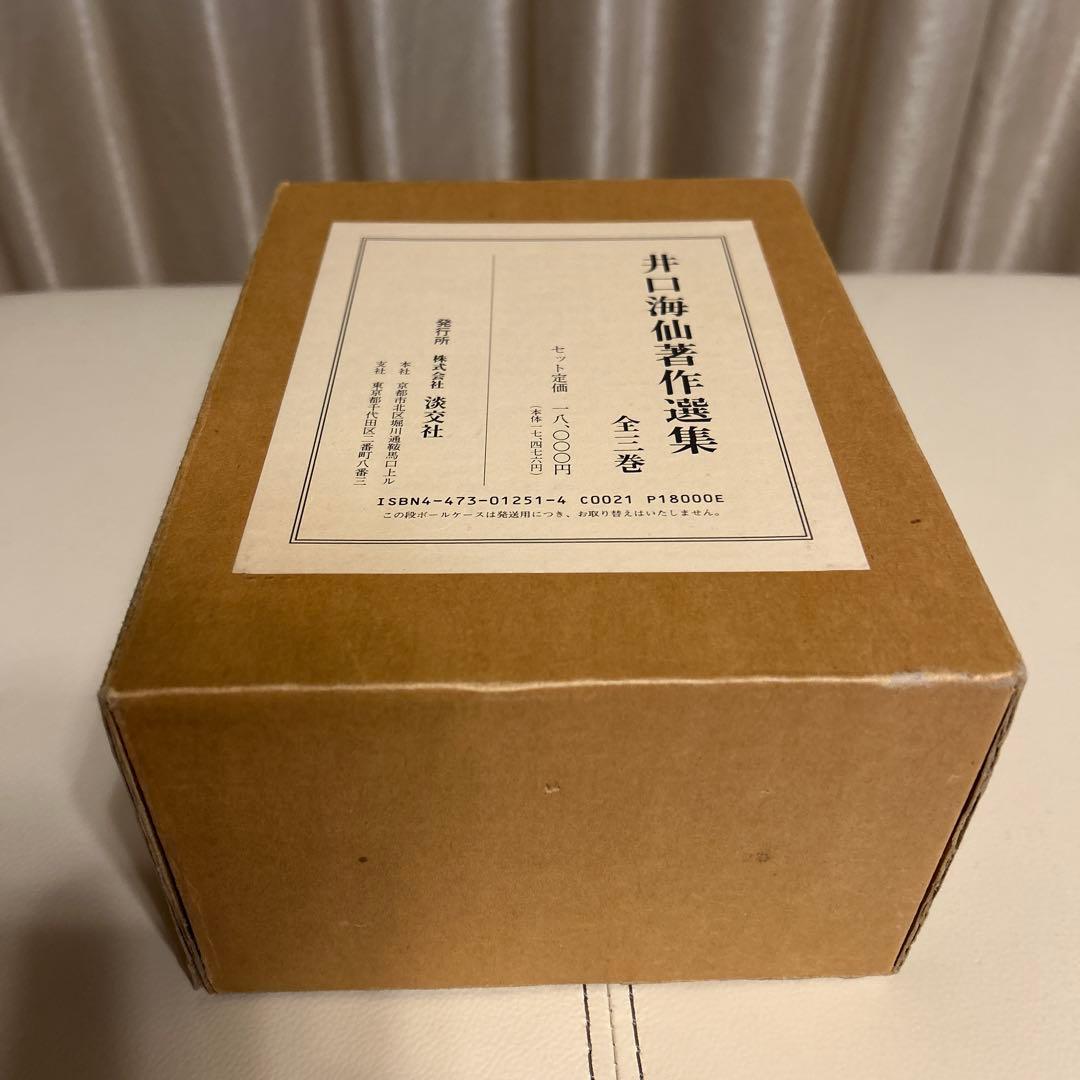 井口海仙著作選集
全三巻
セット定価 一八、〇〇〇円
(本体一七、四七六円)
発行所 株式会社 淡交社
本社 京都市北区堀川通鞍馬口上ル
支社 東京都千代田区二番町八番三
ISBN4-473-01251-4 C0021 P18000E
この段ボールケースは発送用につき、お取り替えはいたしません。